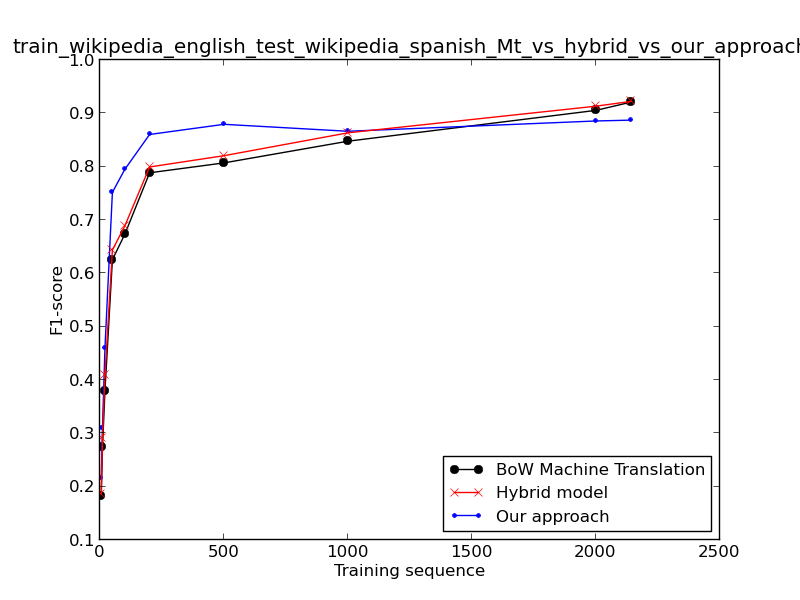 train_wikipedia_english_test_wikipedia_spanish_Mt_vs_hybrid_vs_our_approach
1.0
0.9
0.8
0.7
0.6
0.5
0.4
0.3
0.2
0.1
F1-score
BoW Machine Translation
Hybrid model
Our approach
0 500 1000 1500 2000 2500
Training sequence